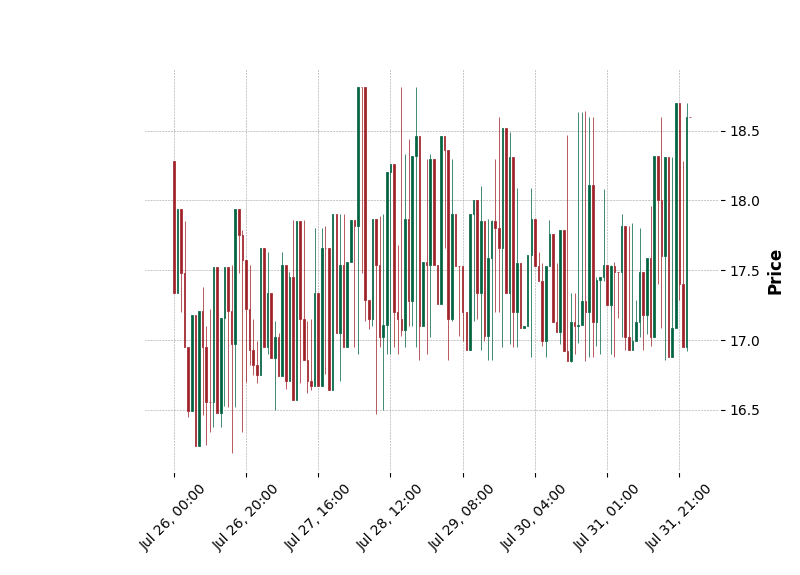 18.5
18.0
17.5
17.0
16.5
Price
Jul 26, 00:00
Jul 26, 20:00
Jul 27, 16:00
Jul 28, 12:00
Jul 29, 08:00
Jul 30, 04:00
Jul 31, 01:00
Jul 31, 21:00